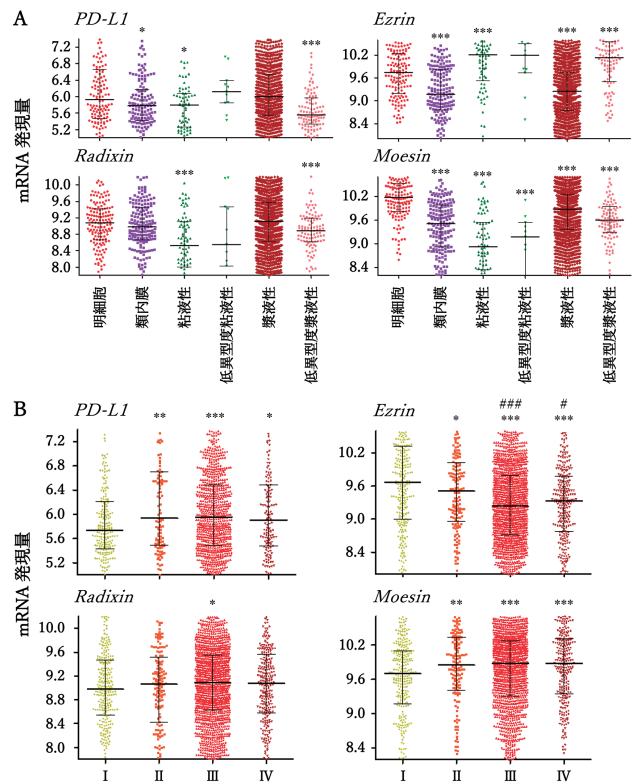 A
PD-L1
Ezrin
*
*
***
***
***
***
***
7.2
6.8
6.4
6.0
5.6
5.2
10.2
9.6
9.0
8.4
mRNA 発現量
Radixin
Moesin
***
***
***
***
***
***
***
10.0
9.6
9.2
8.8
8.4
8.0
10.2
9.6
9.0
8.4
明細胞
類内膜
粘液性
低異型度粘液性
漿液性
低異型度漿液性
明細胞
類内膜
粘液性
低異型度粘液性
漿液性
低異型度漿液性
B
PD-L1
Ezrin
**
***
*
*
###
***
#
***
7.2
6.8
6.4
6.0
5.6
5.2
10.2
9.6
9.0
8.4
mRNA 発現量
Radixin
Moesin
*
**
***
***
10.0
9.6
9.2
8.8
8.4
8.0
10.2
9.6
9.0
8.4
I II III IV
I II III IV